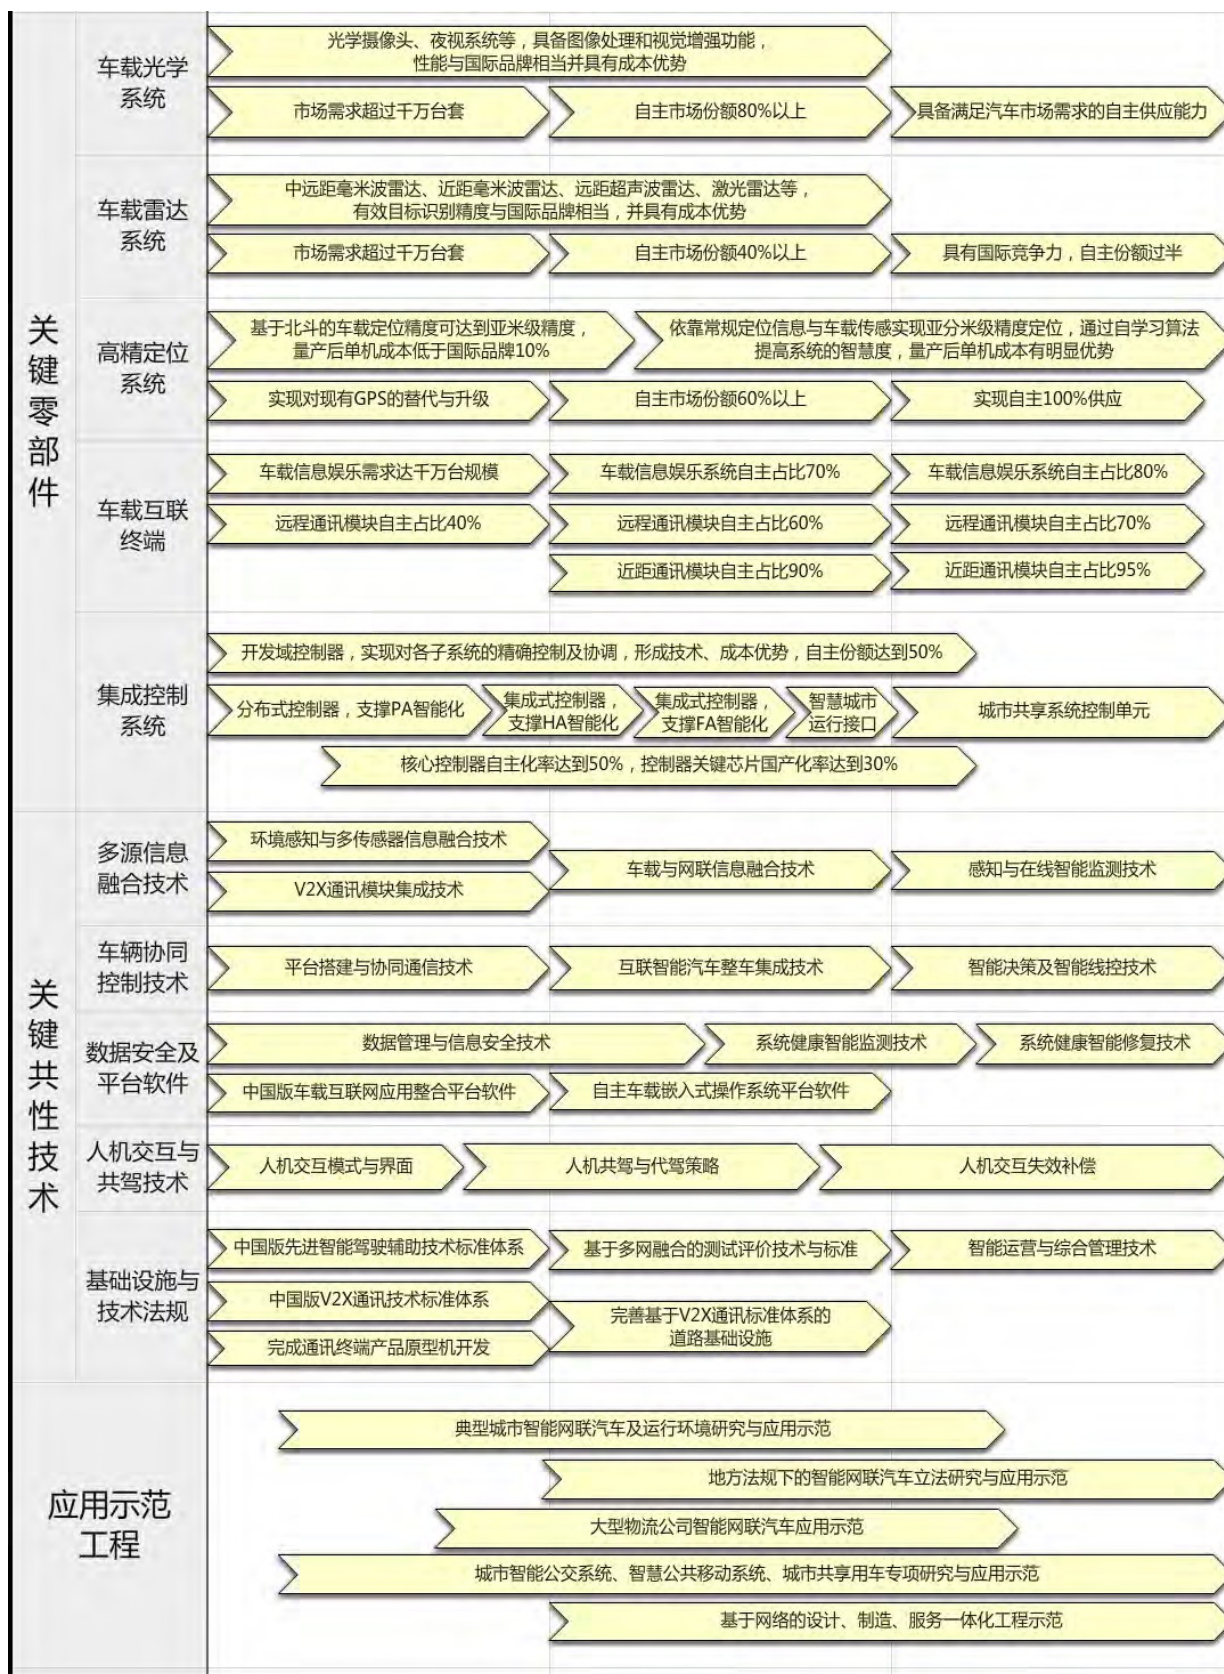 关键零部件
车载光学
系统
光学摄像头、夜视系统等，具备图像处理和视觉增强功能，
性能与国际品牌相当并具有成本优势
市场需求超过千万台套
自主市场份额80%以上
具备满足汽车市场需求的自主供应能力
车载雷达
系统
中远距毫米波雷达、近距毫米波雷达、远距超声波雷达、激光雷达等，
有效目标识别精度与国际品牌相当，并具有成本优势
市场需求超过千万台套
自主市场份额40%以上
具有国际竞争力，自主份额过半
高精定位
系统
基于北斗的车载定位精度可达到亚米级精度，
量产后单机成本低于国际品牌10%
依靠常规定位信息与车载传感实现亚分米级精度定位，通过自学习算法
提高系统的智慧度，量产后单机成本有明显优势
实现对现有GPS的替代与升级
自主市场份额60%以上
实现自主100%供应
车载互联
终端
车载信息娱乐需求达千万台规模
车载信息娱乐系统自主占比70%
车载信息娱乐系统自主占比80%
远程通讯模块自主占比40%
远程通讯模块自主占比60%
远程通讯模块自主占比70%
近距通讯模块自主占比90%
近距通讯模块自主占比95%
集成控制
系统
开发域控制器，实现对各子系统的精确控制及协调，形成技术、成本优势，自主份额达到50%
分布式控制器，支撑PA智能化
集成式控制器，
支撑HA智能化
集成式控制器，
支撑FA智能化
智慧城市
运行接口
城市共享系统控制单元
核心控制器自主化率达到50%，控制器关键芯片国产化率达到30%
关键共性技术
多源信息
融合技术
环境感知与多传感器信息融合技术
V2X通讯模块集成技术
车载与网联信息融合技术
感知与在线智能监测技术
车辆协同
控制技术
平台搭建与协同通信技术
互联智能汽车整车集成技术
智能决策及智能线控技术
数据安全及
平台软件
数据管理与信息安全技术
系统健康智能监测技术
系统健康智能修复技术
中国版车载互联网应用整合平台软件
自主车载嵌入式操作系统平台软件
人机交互与
共驾技术
人机交互模式与界面
人机共驾与代驾策略
人机交互失效补偿
基础设施与
技术法规
中国版先进智能驾驶辅助技术标准体系
基于多网融合的测试评价技术与标准
智能运营与综合管理技术
中国版V2X通讯技术标准体系
完善基于V2X通讯标准体系的
道路基础设施
完成通讯终端产品原型机开发
应用示范
工程
典型城市智能网联汽车及运行环境研究与应用示范
地方法规下的智能网联汽车立法研究与应用示范
大型物流公司智能网联汽车应用示范
城市智能公交系统、智慧公共移动系统、城市共享用车专项研究与应用示范
基于网络的设计、制造、服务一体化工程示范